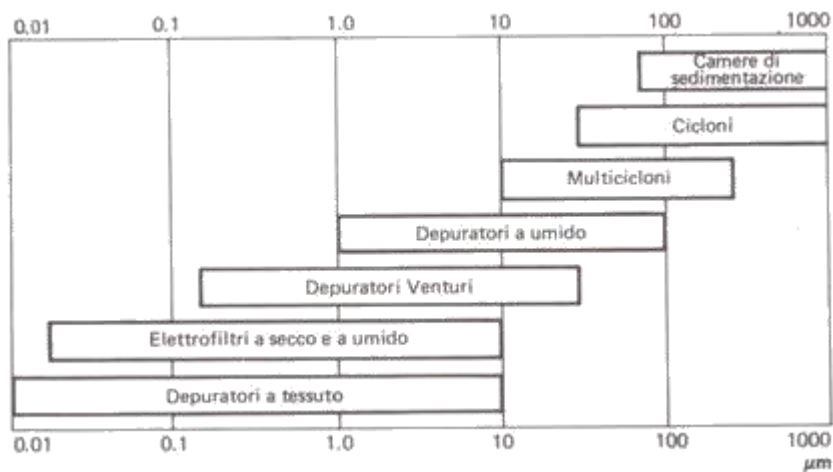 0.01 0.1 1.0 10 100 1000
Camere di
sedimentazione
Cicloni
Multicicloni
Depuratori a umido
Depuratori Venturi
Elettrofiltri a secco e a umido
Depuratori a tessuto
0.01 0.1 1.0 10 100 1000
μm